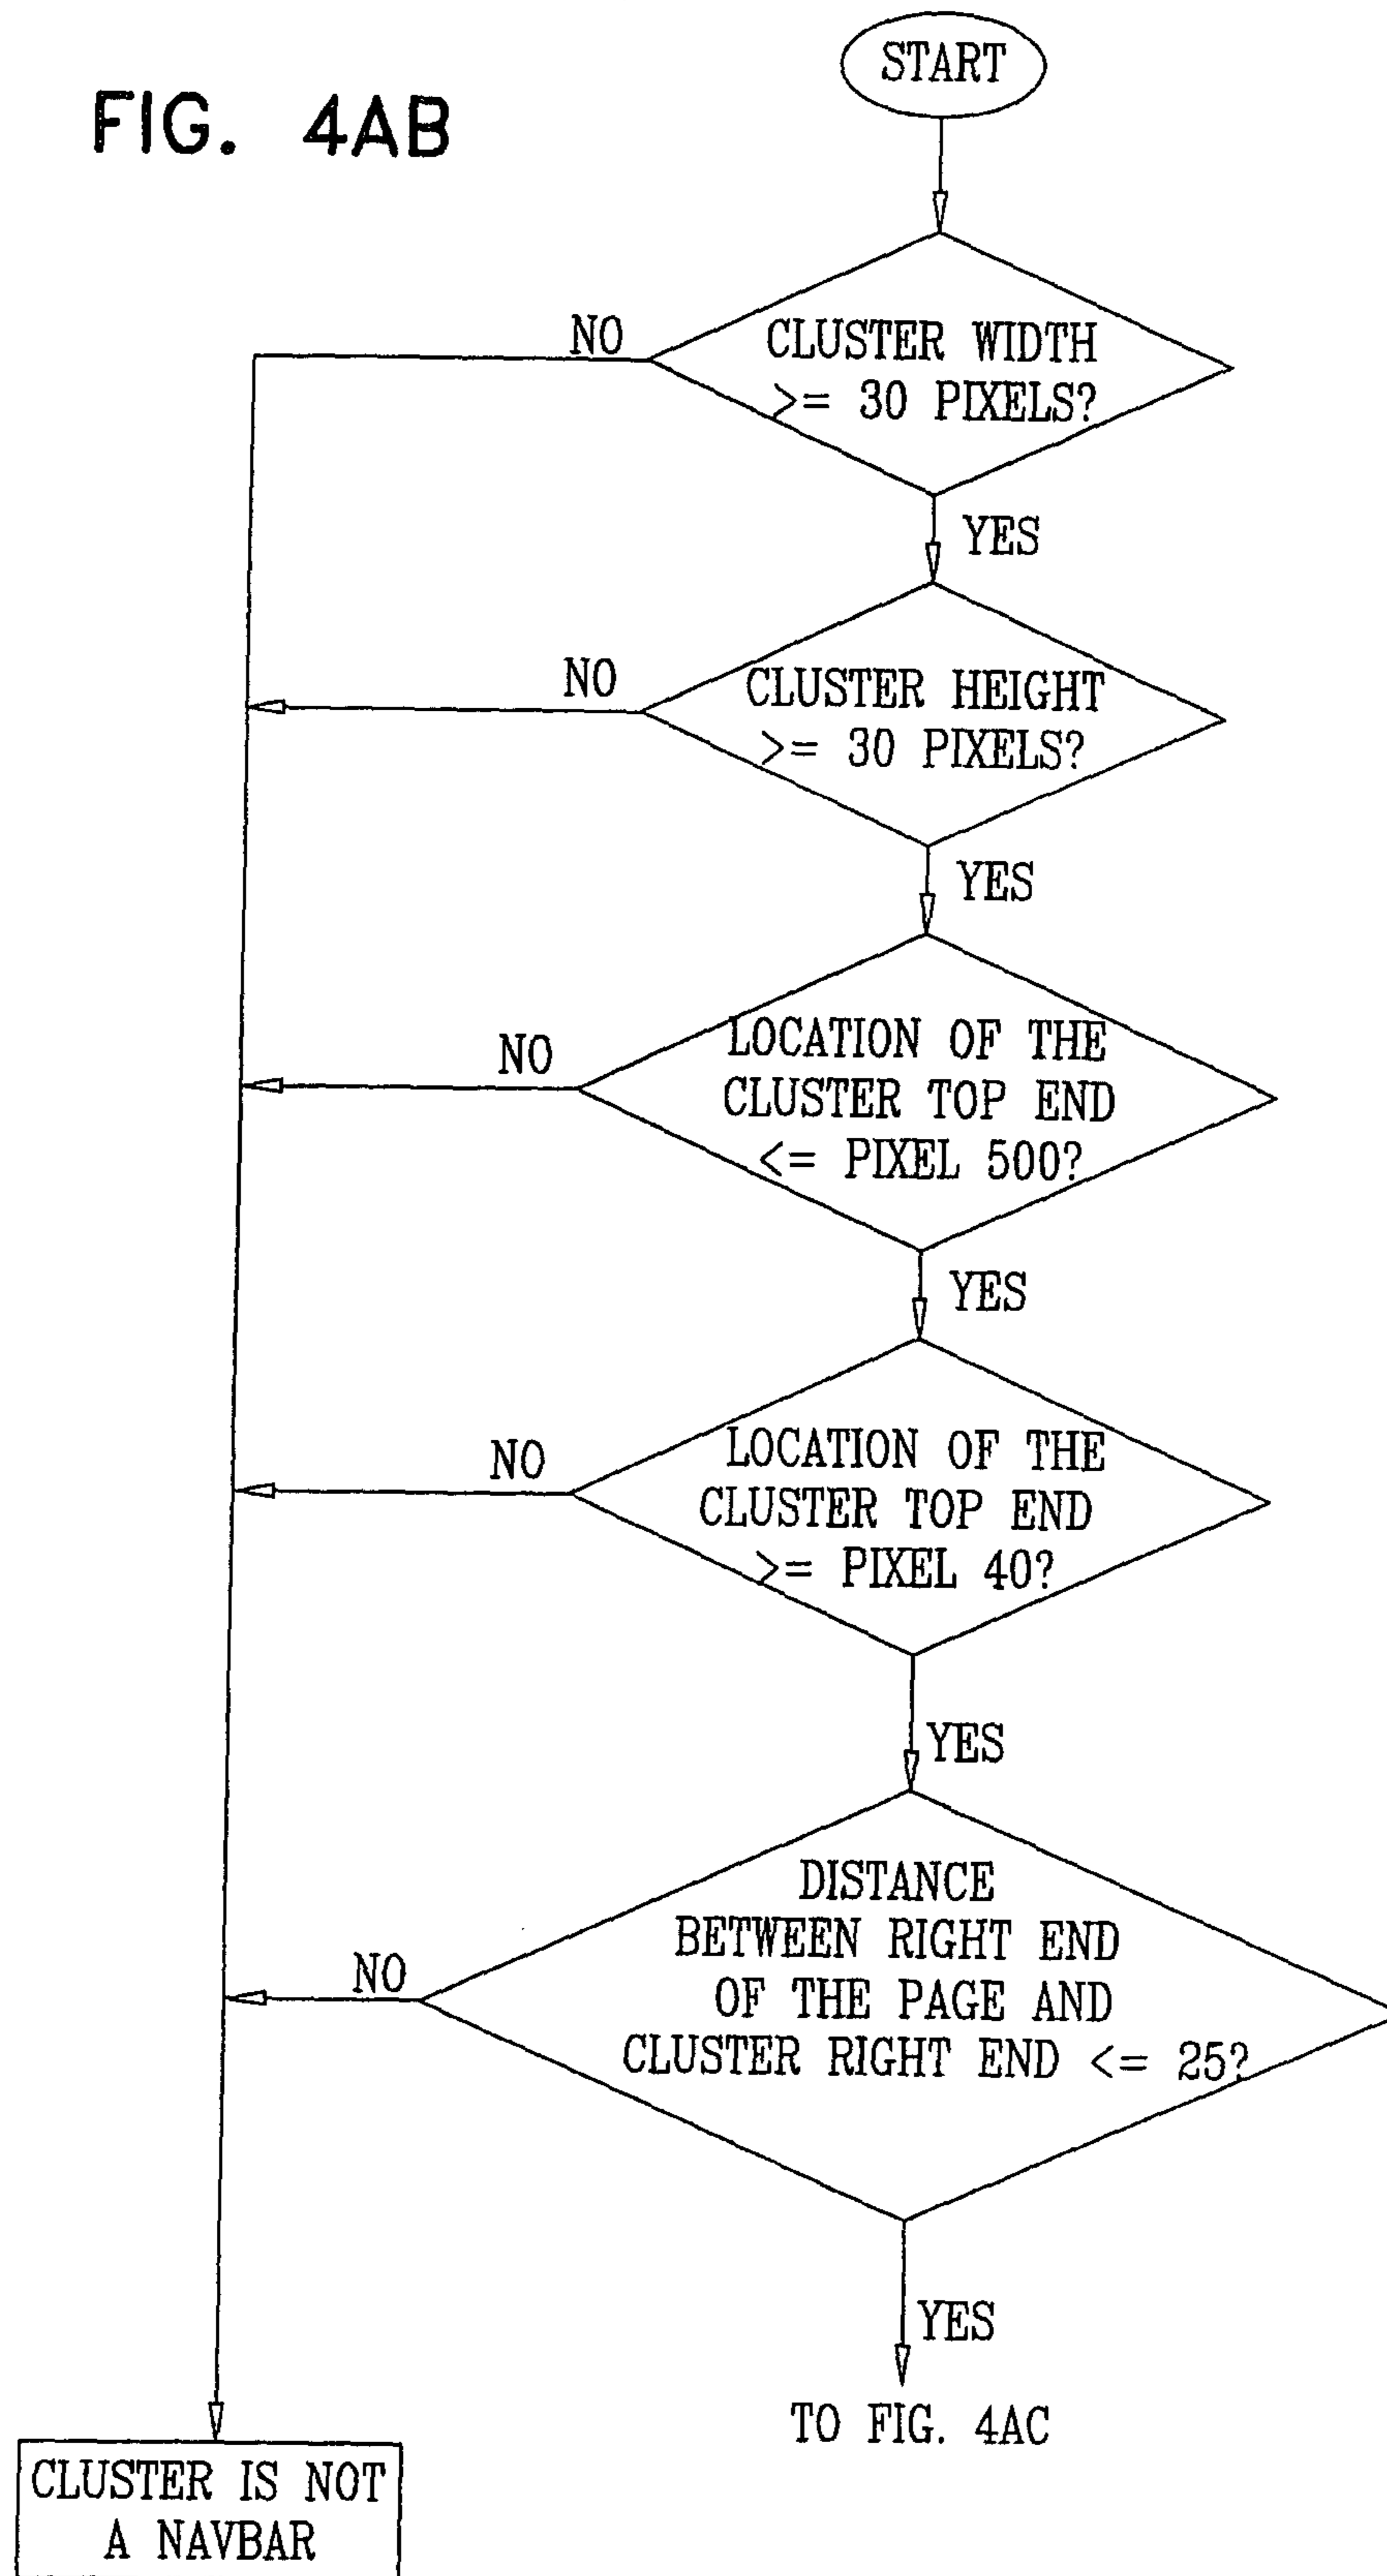 FIG. 4AB
START
CLUSTER WIDTH
>= 30 PIXELS?
NO
YES
CLUSTER HEIGHT
>= 30 PIXELS?
NO
YES
LOCATION OF THE
CLUSTER TOP END
<= PIXEL 500?
NO
YES
LOCATION OF THE
CLUSTER TOP END
>= PIXEL 40?
NO
YES
DISTANCE
BETWEEN RIGHT END
OF THE PAGE AND
CLUSTER RIGHT END <= 25?
NO
YES
TO FIG. 4AC
CLUSTER IS NOT
A NAVBAR